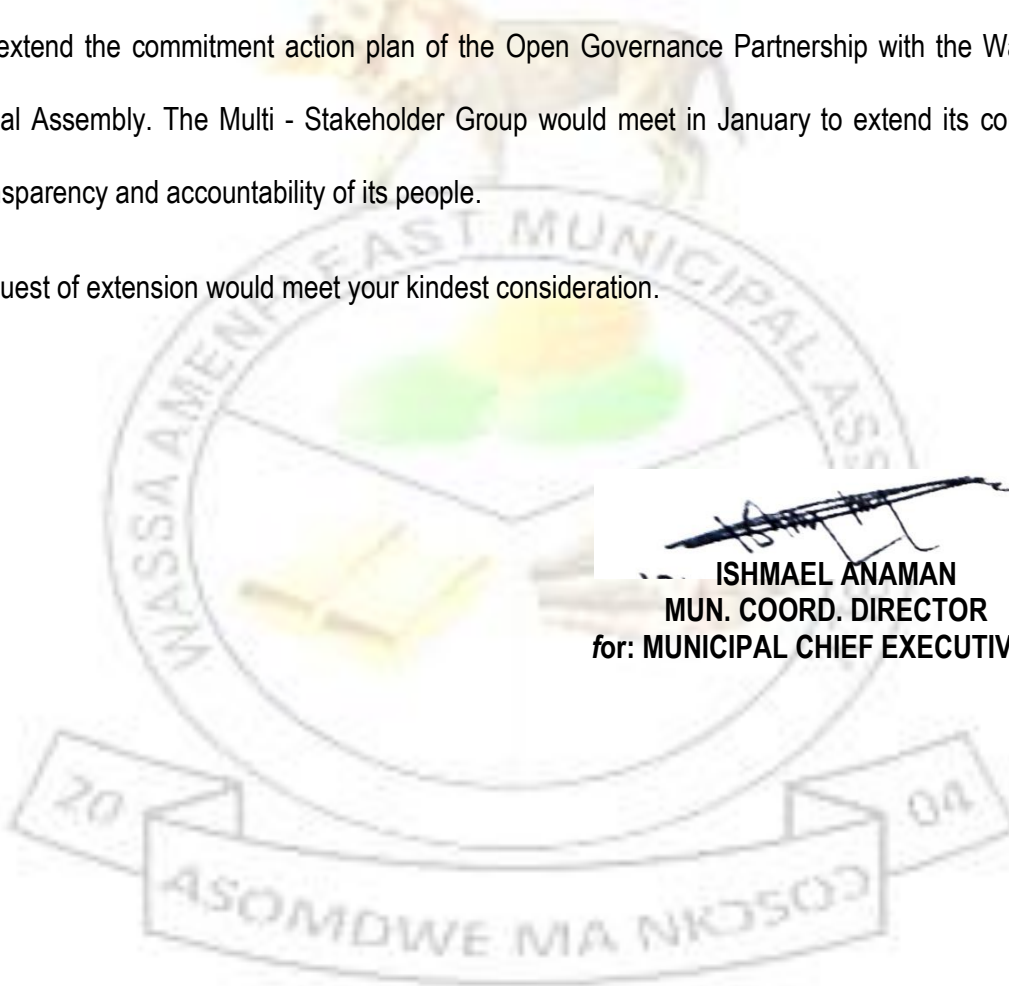 extend the commitment action plan of the Open Governance Partnership with the Wa
al Assembly. The Multi - Stakeholder Group would meet in January to extend its co
sparency and accountability of its people.
uest of extension would meet your kindest consideration.
WASSA AMENFI EAST MUNICIPAL ASS
ISHMAEL ANAMAN
MUN. COORD. DIRECTOR
for: MUNICIPAL CHIEF EXECUTIV
20 04
ASOMDWE MA NKƆSOƆ